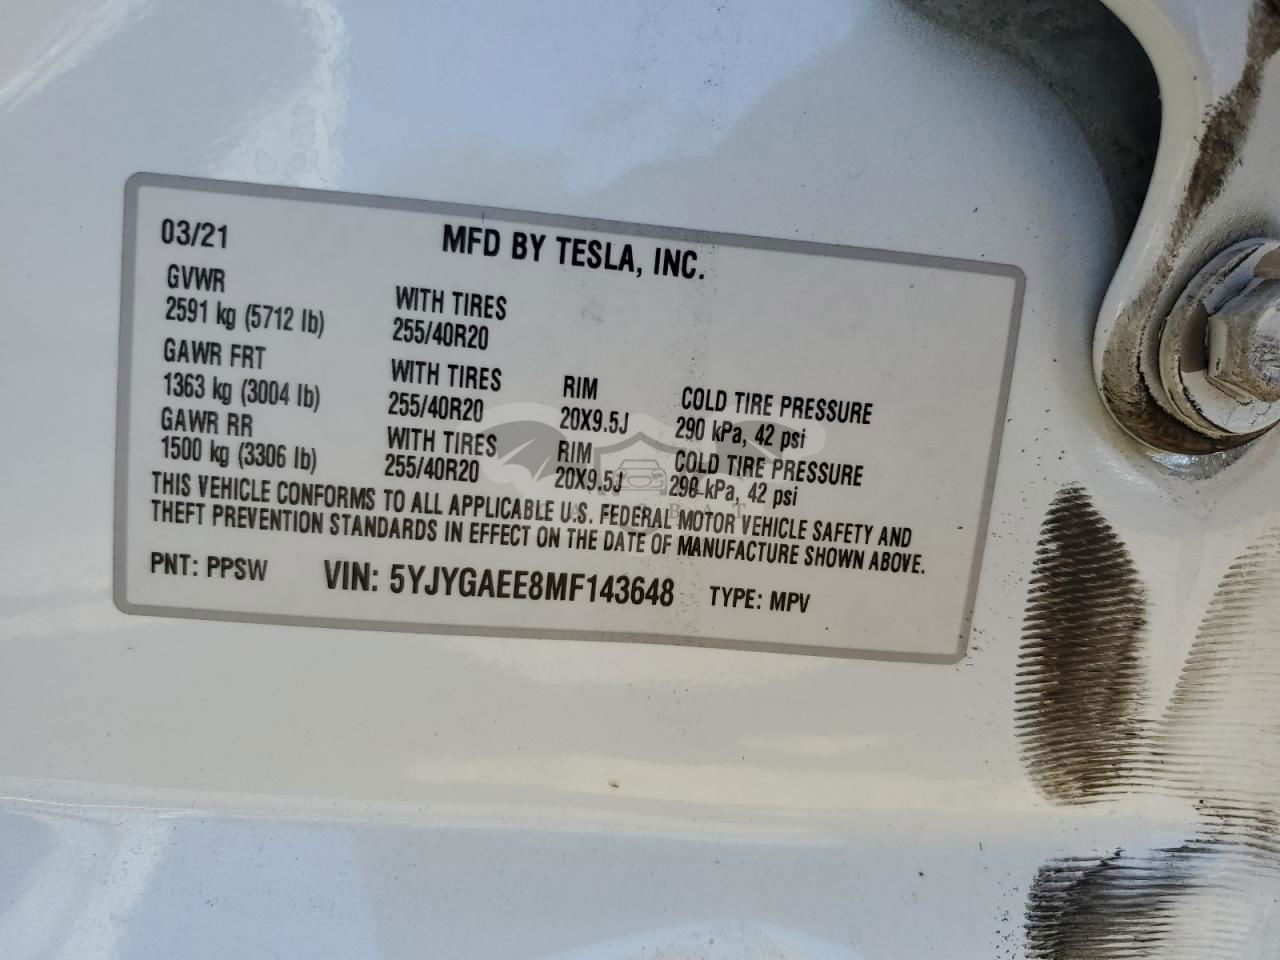 03/21 MFD BY TESLA, INC.
GVWR WITH TIRES
2591 kg (5712 lb) 255/40R20
GAWR FRT WITH TIRES RIM COLD TIRE PRESSURE
1363 kg (3004 lb) 255/40R20 20X9.5J 290 kPa, 42 psi
GAWR RR WITH TIRES RIM COLD TIRE PRESSURE
1500 kg (3306 lb) 255/40R20 20X9.5J 290 kPa, 42 psi
THIS VEHICLE CONFORMS TO ALL APPLICABLE U.S. FEDERAL MOTOR VEHICLE SAFETY AND
THEFT PREVENTION STANDARDS IN EFFECT ON THE DATE OF MANUFACTURE SHOWN ABOVE.
PNT: PPSW VIN: 5YJYGAEE8MF143648 TYPE: MPV